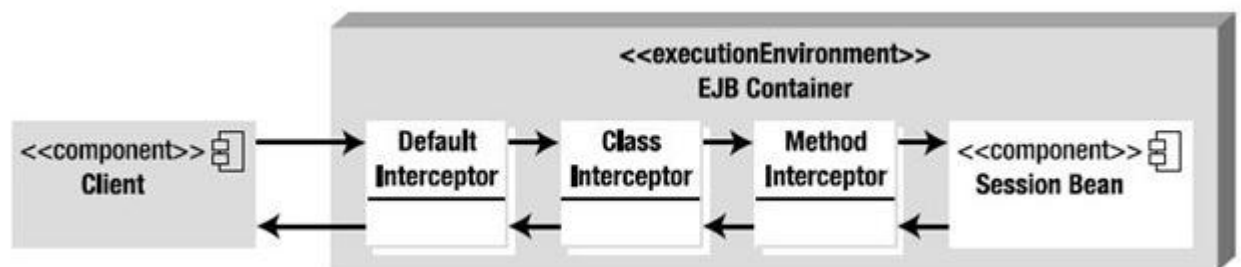 <<executionEnvironment>>
EJB Container
<<component>>
Client
Default
Interceptor
Class
Interceptor
Method
Interceptor
<<component>>
Session Bean